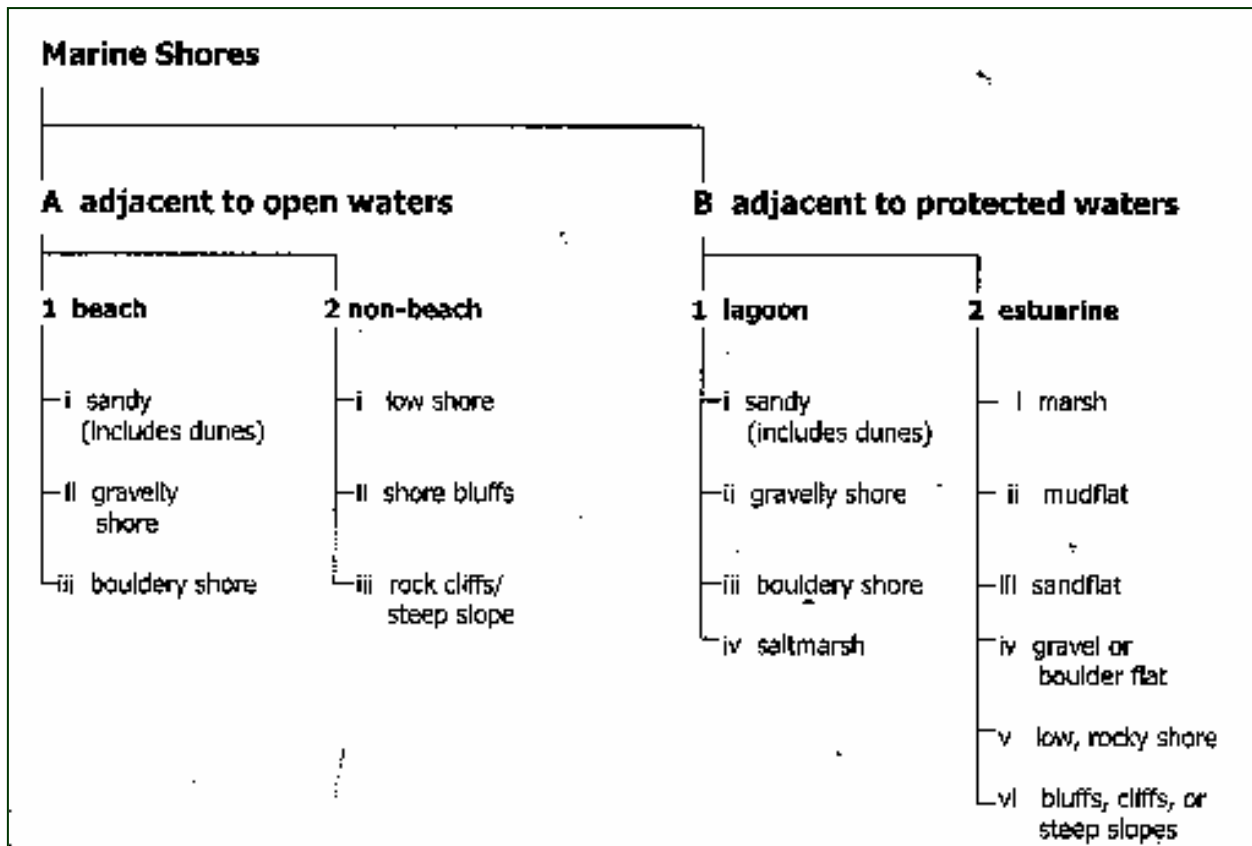 Marine Shores
A adjacent to open waters
B adjacent to protected waters
1 beach
2 non-beach
1 lagoon
2 estuarine
i sandy
(includes dunes)
ii gravelly
shore
iii bouldery shore
i low shore
ii shore bluffs
iii rock cliffs/
steep slope
i sandy
(includes dunes)
ii gravelly shore
iii bouldery shore
iv saltmarsh
i marsh
ii mudflat
iii sandflat
iv gravel or
boulder flat
v low, rocky shore
vi bluffs, cliffs, or
steep slopes